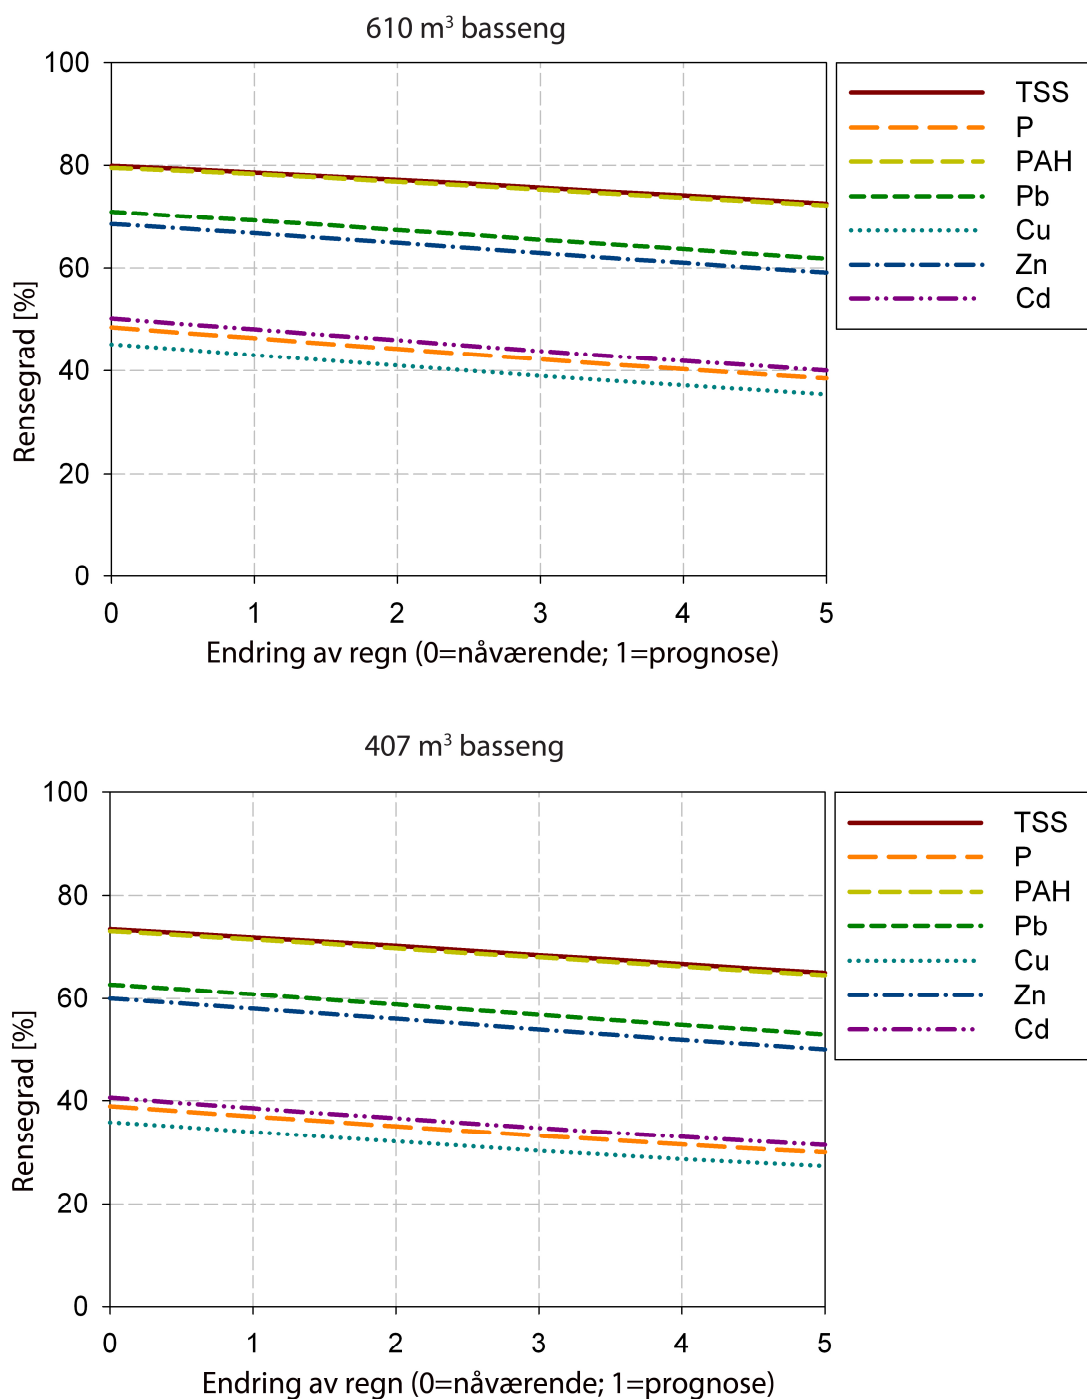 610 m³ basseng
100
80
60
40
20
0
Rensegrad [%]
0 1 2 3 4 5
Endring av regn (0=nåværende; 1=prognose)
TSS
P
PAH
Pb
Cu
Zn
Cd
407 m³ basseng
100
80
60
40
20
0
Rensegrad [%]
0 1 2 3 4 5
Endring av regn (0=nåværende; 1=prognose)
TSS
P
PAH
Pb
Cu
Zn
Cd